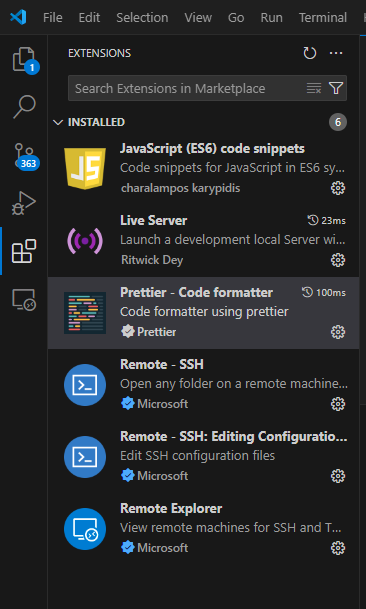 File Edit Selection View Go Run Terminal
EXTENSIONS
1
Search Extensions in Marketplace
INSTALLED 6
JavaScript (ES6) code snippets
JS
Code snippets for JavaScript in ES6 sy...
charalampos karypidis
363
Live Server 23ms
Launch a development local Server wi...
Ritwick Dey
Prettier - Code formatter 100ms
Code formatter using prettier
Prettier
Remote - SSH
Open any folder on a remote machine...
Microsoft
Remote - SSH: Editing Configuratio...
Edit SSH configuration files
Microsoft
Remote Explorer
View remote machines for SSH and T...
Microsoft